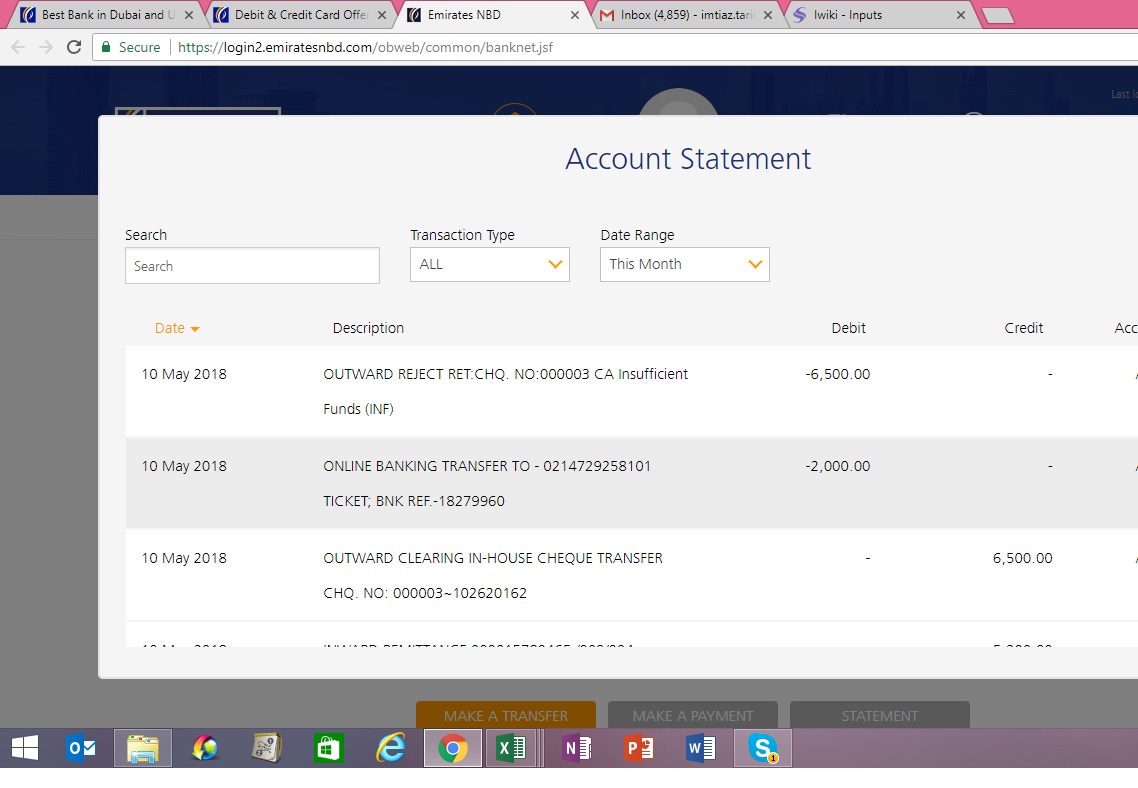 Best Bank in Dubai and U
Debit & Credit Card Offe
Emirates NBD
Inbox (4,859) - imtiaz.tari
Iwiki - Inputs
Secure
https://login2.emiratesnbd.com/obweb/common/banknet.jsf
Last lo
Account Statement
Search Transaction Type Date Range
Search ALL This Month
Date Description Debit Credit Acc
10 May 2018 OUTWARD REJECT RET:CHQ. NO:000003 CA Insufficient -6,500.00 -
Funds (INF)
10 May 2018 ONLINE BANKING TRANSFER TO - 0214729258101 -2,000.00 -
TICKET; BNK REF.-18279960
10 May 2018 OUTWARD CLEARING IN-HOUSE CHEQUE TRANSFER - 6,500.00
CHQ. NO: 000003~102620162
MAKE A TRANSFER MAKE A PAYMENT STATEMENT